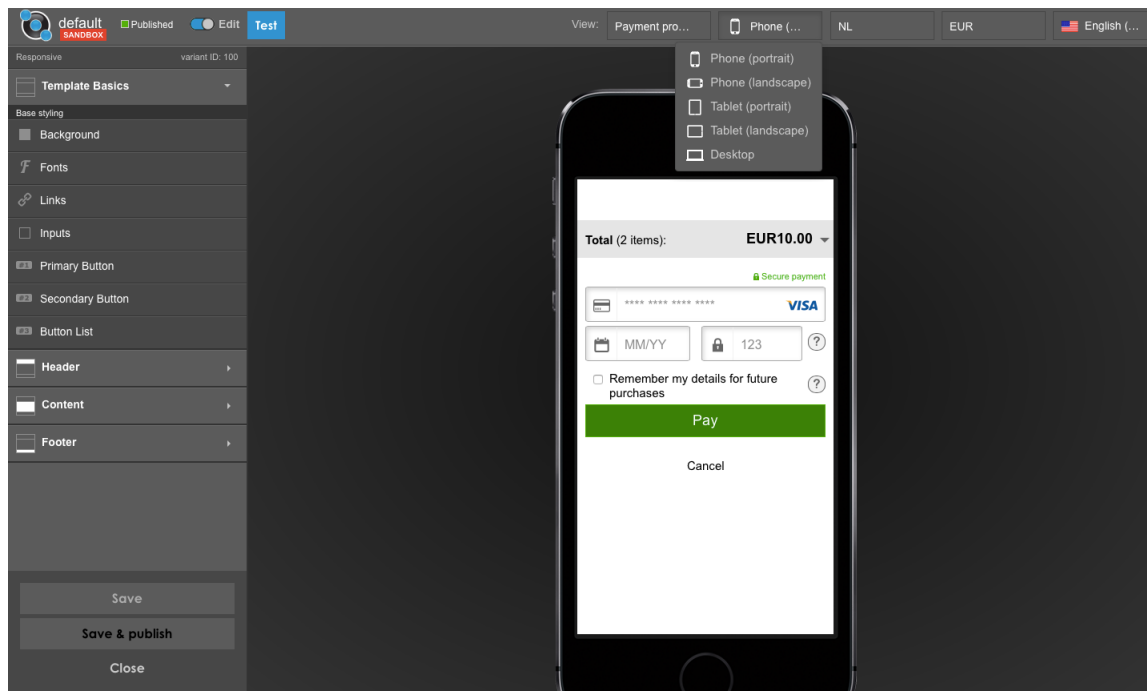 default
SANDBOX
Published
Edit
Test
View:
Payment pro...
Phone (...
NL
EUR
English (...
Responsive
variant ID: 100
Template Basics
Base styling
Background
Fonts
Links
Inputs
#1 Primary Button
#2 Secondary Button
#3 Button List
Header
Content
Footer
Save
Save & publish
Close
Phone (portrait)
Phone (landscape)
Tablet (portrait)
Tablet (landscape)
Desktop
Total (2 items): EUR10.00
Secure payment
**** **** **** **** VISA
MM/YY 123 ?
Remember my details for future ?
purchases
Pay
Cancel